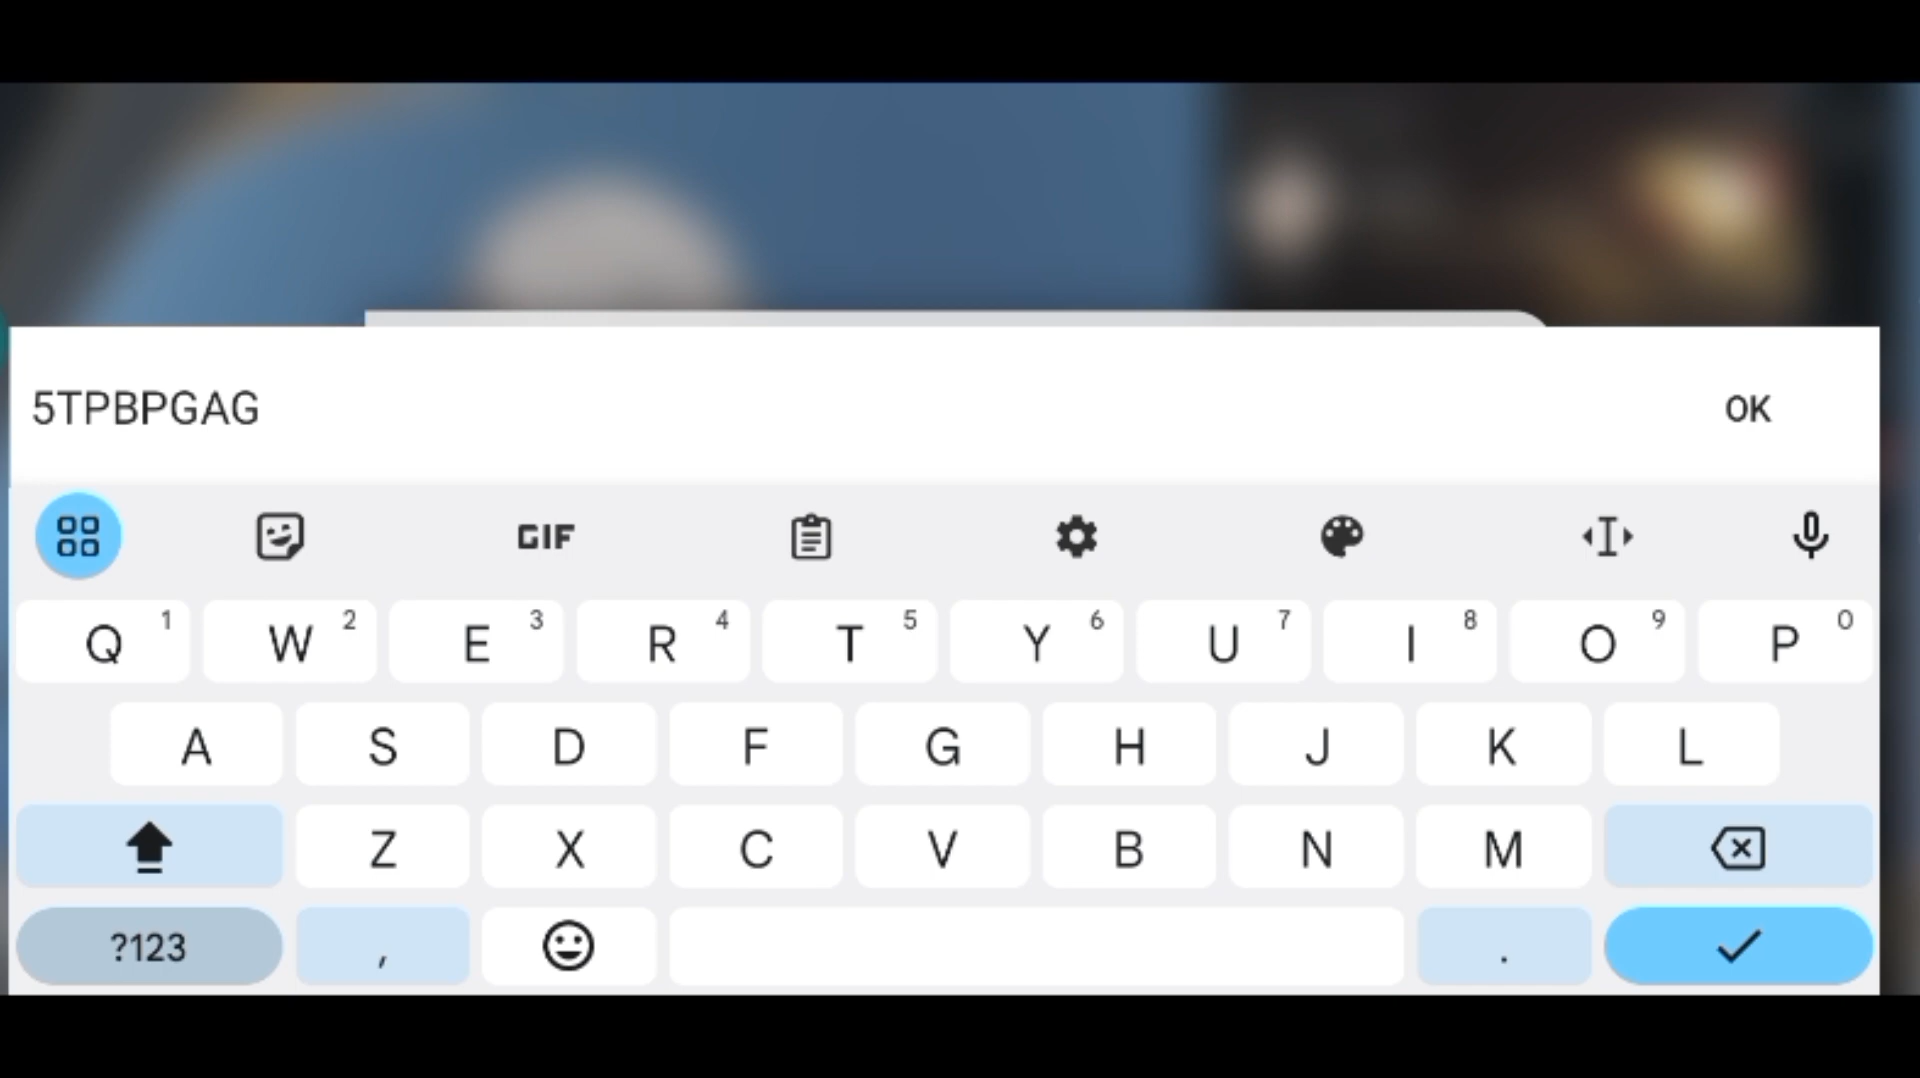 5TPBPGAG
OK
GIF
Q 1 W 2 E 3 R 4 T 5 Y 6 U 7 I 8 O 9 P 0
A S D F G H J K L
Z X C V B N M
?123 , .